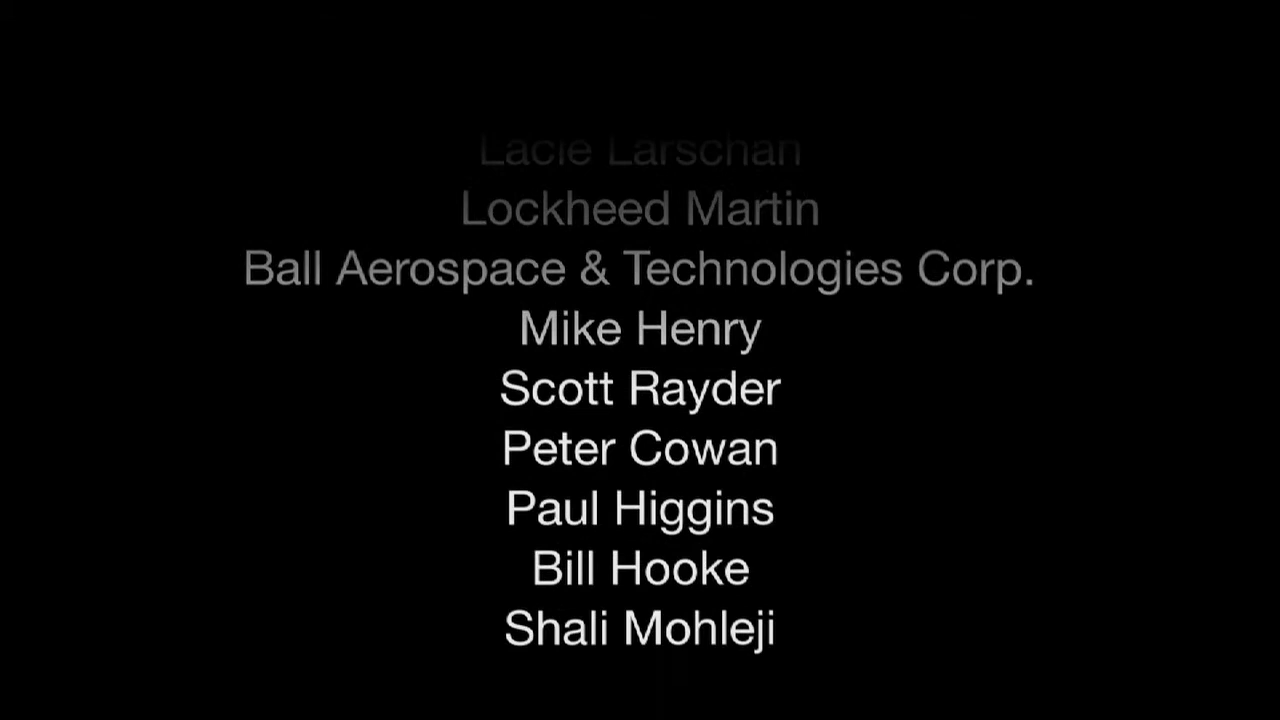 Lacie Larschan
Lockheed Martin
Ball Aerospace & Technologies Corp.
Mike Henry
Scott Rayder
Peter Cowan
Paul Higgins
Bill Hooke
Shali Mohleji